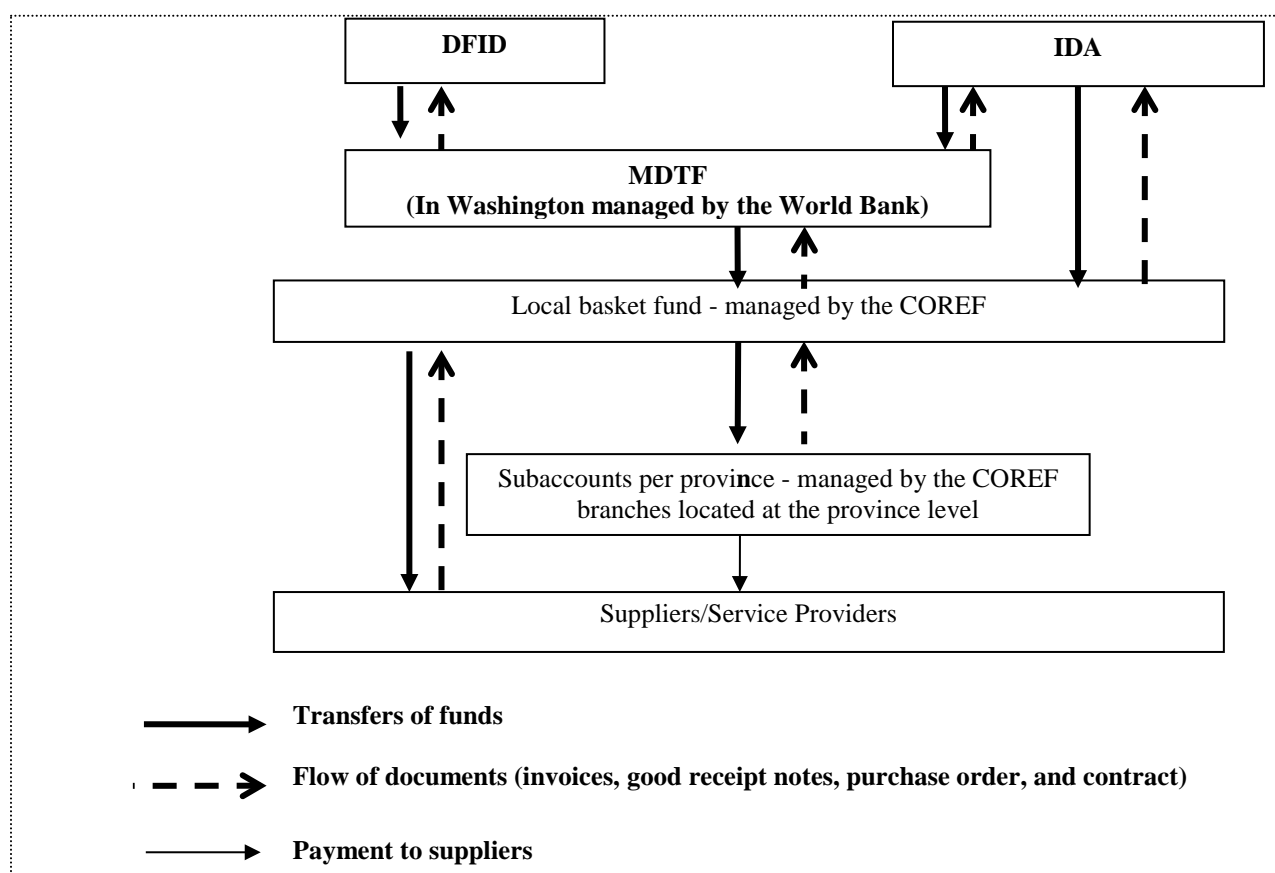 DFID
IDA
MDTF
(In Washington managed by the World Bank)
Local basket fund - managed by the COREF
Subaccounts per province - managed by the COREF
branches located at the province level
Suppliers/Service Providers
Transfers of funds
Flow of documents (invoices, good receipt notes, purchase order, and contract)
Payment to suppliers